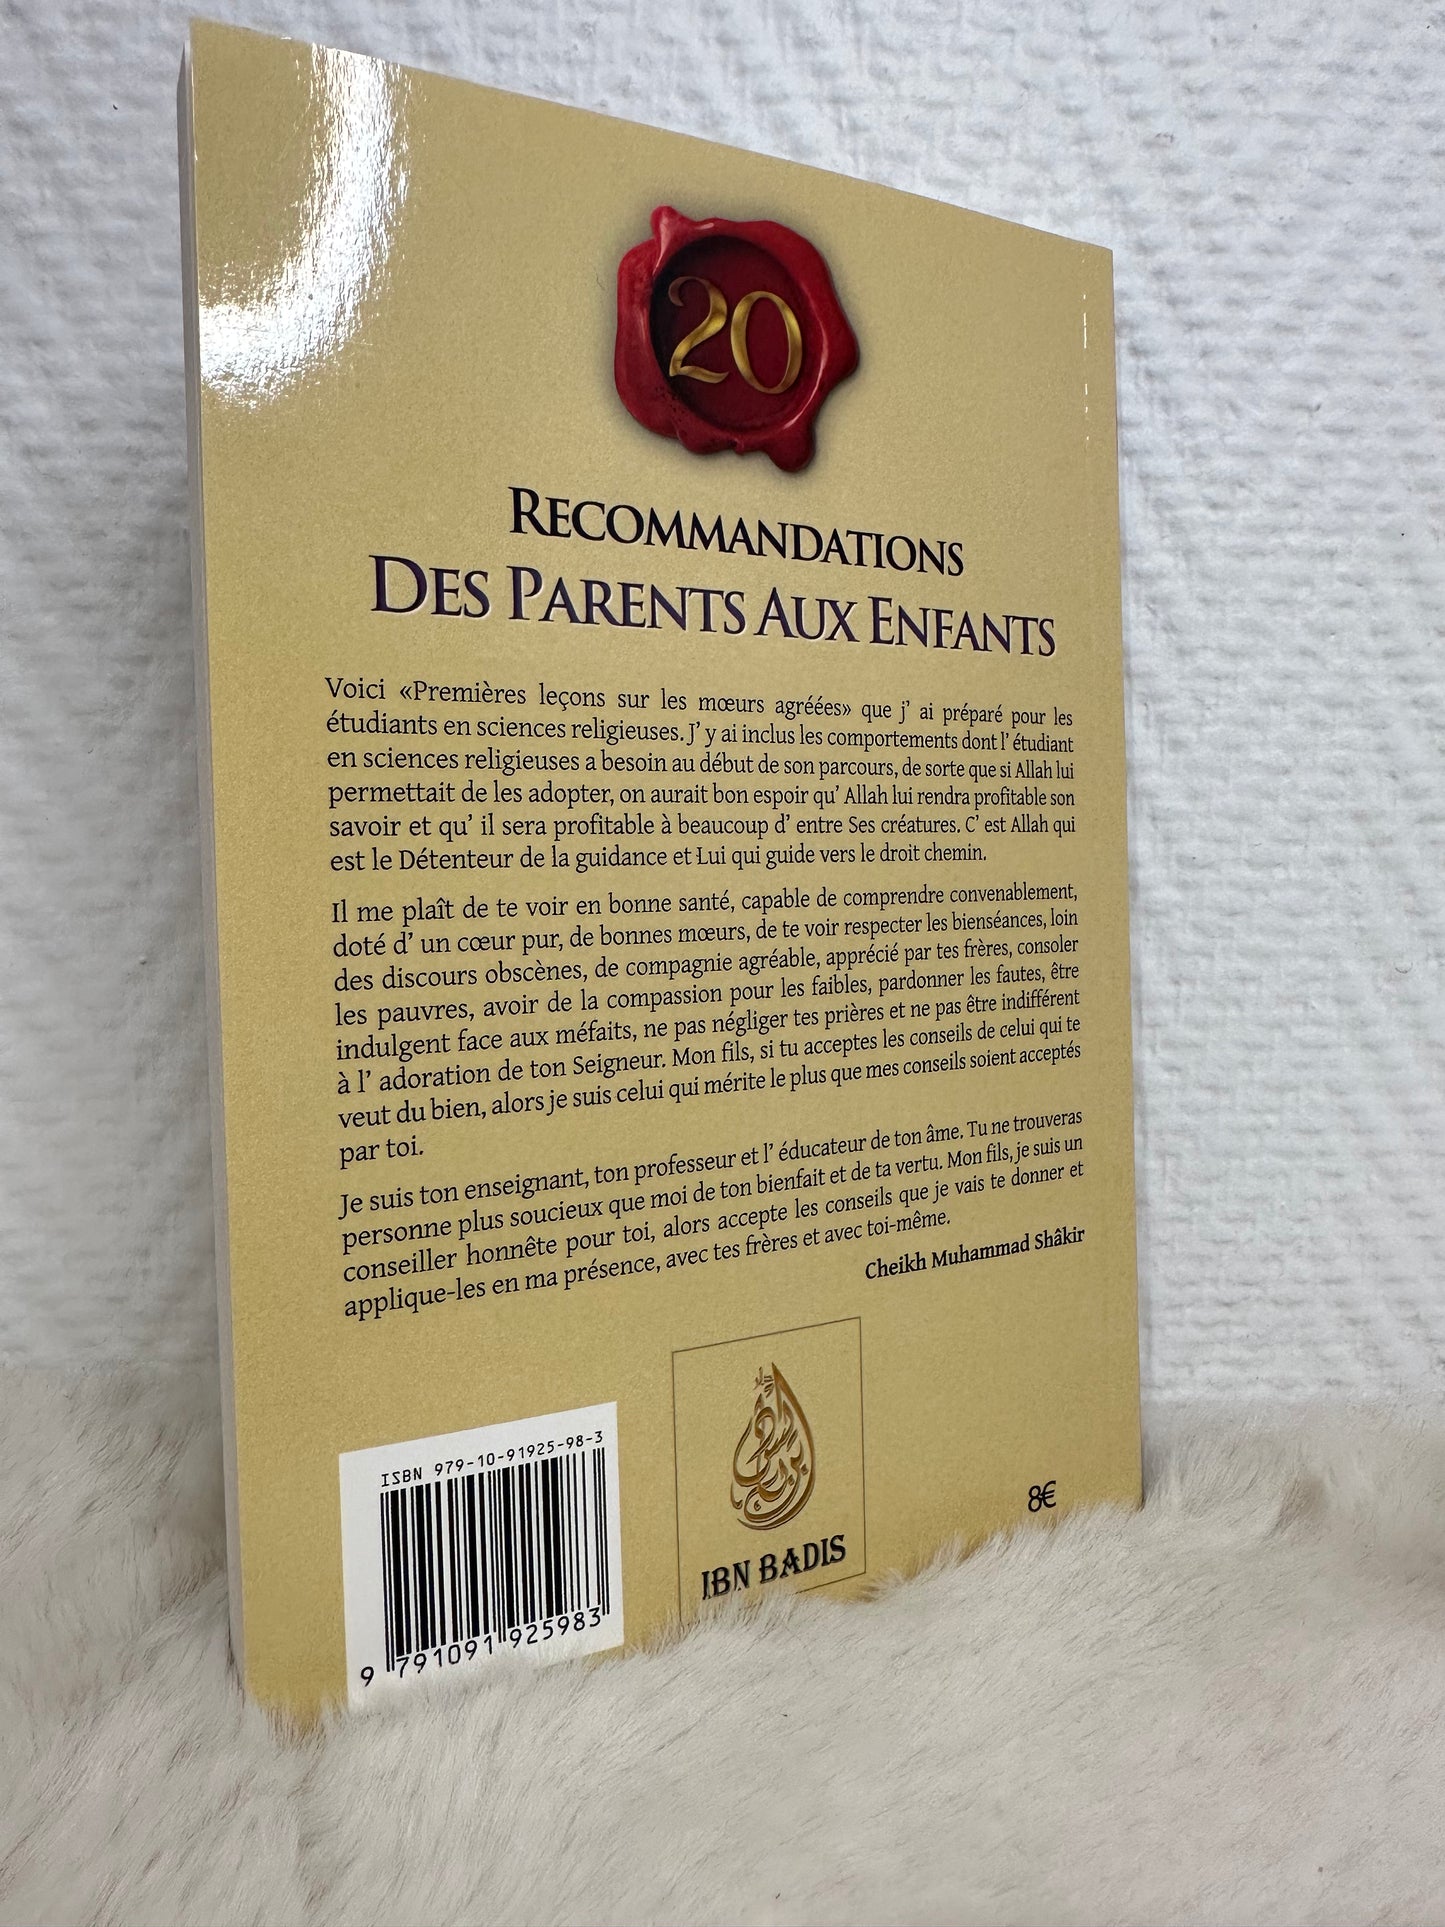 20
RECOMMANDATIONS
DES PARENTS AUX ENFANTS
Voici «Premières leçons sur les mœurs agréées» que j' ai préparé pour les
étudiants en sciences religieuses. J' y ai inclus les comportements dont l' étudiant
en sciences religieuses a besoin au début de son parcours, de sorte que si Allah lui
permettait de les adopter, on aurait bon espoir qu' Allah lui rendra profitable son
savoir et qu' il sera profitable à beaucoup d' entre Ses créatures. C' est Allah qui
est le Détenteur de la guidance et Lui qui guide vers le droit chemin.
Il me plaît de te voir en bonne santé, capable de comprendre convenablement,
doté d' un cœur pur, de bonnes mœurs, de te voir respecter les bienséances, loin
des discours obscènes, de compagnie agréable, apprécié par tes frères, consoler
les pauvres, avoir de la compassion pour les faibles, pardonner les fautes, être
indulgent face aux méfaits, ne pas négliger tes prières et ne pas être indifférent
à l' adoration de ton Seigneur. Mon fils, si tu acceptes les conseils de celui qui te
veut du bien, alors je suis celui qui mérite le plus que mes conseils soient acceptés
par toi.
Je suis ton enseignant, ton professeur et l' éducateur de ton âme. Tu ne trouveras
personne plus soucieux que moi de ton bienfait et de ta vertu. Mon fils, je suis un
conseiller honnête pour toi, alors accepte les conseils que je vais te donner et
applique-les en ma présence, avec tes frères et avec toi-même.
Cheikh Muhammad Shâkir
ISBN 979-10-91925-98-3
9 791091 925983
IBN BADIS
8€